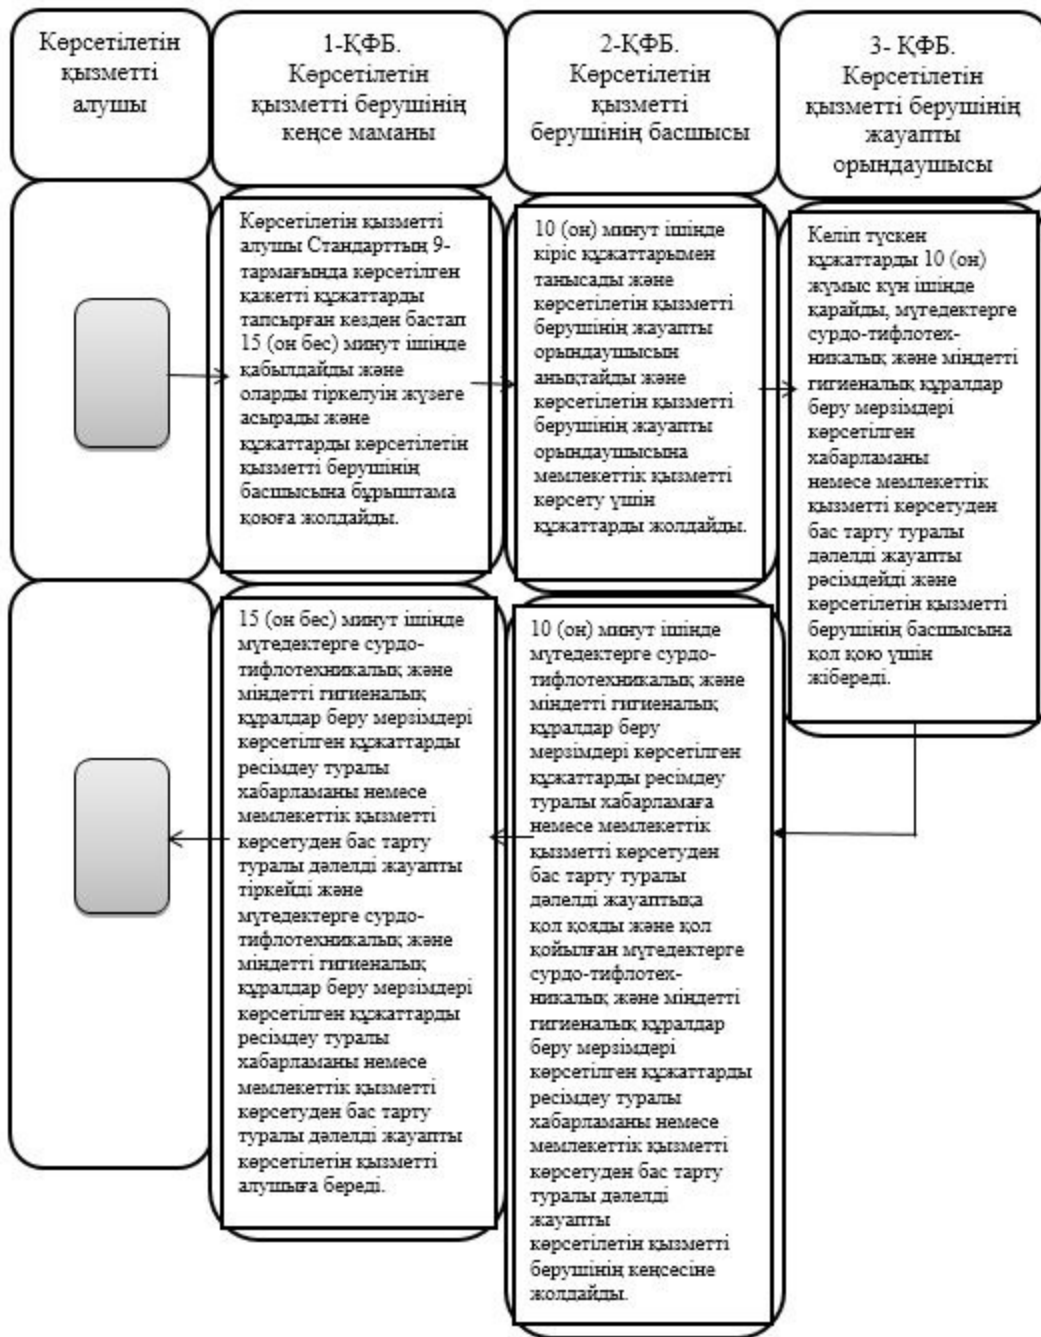 Көрсетілетін
қызметті
алушы
1-ҚФБ.
Көрсетілетін
қызметті берушінің
кеңсе маманы
2-ҚФБ.
Көрсетілетін
қызметті
берушінің басшысы
3- ҚФБ.
Көрсетілетін
қызметті берушінің
жауапты
орындаушысы
Көрсетілетін қызметті
алушы Стандарттың 9-
тармағында көрсетілген
қажетті құжаттарды
тапсырған кезден бастап
15 (он бес) минут ішінде
қабылдайды және
оларды тіркелуін жүзеге
асырады және
құжаттарды көрсетілетін
қызметті берушінің
басшысына бұрыштама
қоюға жолдайды.
10 (он) минут ішінде
кіріс құжаттарымен
танысады және
көрсетілетін қызметті
берушінің жауапты
орындаушысын
анықтайды және
көрсетілетін қызметті
берушінің жауапты
орындаушысына
мемлекеттік қызметті
көрсету үшін
құжаттарды жолдайды.
Келіп түскен
құжаттарды 10 (он)
жұмыс күн ішінде
қарайды, мүгедектерге
сурдо-тифлотех-
никалық және міндетті
гигиеналық құралдар
беру мерзімдері
көрсетілген
хабарламаны
немесе мемлекеттік
қызметті көрсетуден
бас тарту туралы
дәлелді жауапты
рәсімдейді және
көрсетілетін қызметті
берушінің басшысына
қол қою үшін
жібереді.
15 (он бес) минут ішінде
мүгедектерге сурдо-
тифлотехникалық және
міндетті гигиеналық
құралдар беру мерзімдері
көрсетілген құжаттарды
ресімдеу туралы
хабарламаны немесе
мемлекеттік қызметті
көрсетуден бас тарту
туралы дәлелді жауапты
тіркейді және
мүгедектерге сурдо-
тифлотехникалық және
міндетті гигиеналық
құралдар беру мерзімдері
көрсетілген құжаттарды
ресімдеу туралы
хабарламаны немесе
мемлекеттік қызметті
көрсетуден бас тарту
туралы дәлелді жауапты
көрсетілетін қызметті
алушыға береді.
10 (он) минут ішінде
мүгедектерге сурдо-
тифлотехникалық және
міндетті гигиеналық
құралдар беру
мерзімдері көрсетілген
құжаттарды ресімдеу
туралы хабарламаға
немесе мемлекеттік
қызметті көрсетуден
бас тарту туралы
дәлелді жауаптықа
қол қояды және қол
қойылған мүгедектерге
сурдо-тифлотех-
никалық және міндетті
гигиеналық құралдар
беру мерзімдері
көрсетілген құжаттарды
ресімдеу туралы
хабарламаны немесе
мемлекеттік қызметті
көрсетуден бас тарту
туралы дәлелді
жауапты
көрсетілетін қызметті
берушінің кеңсесіне
жолдайды.